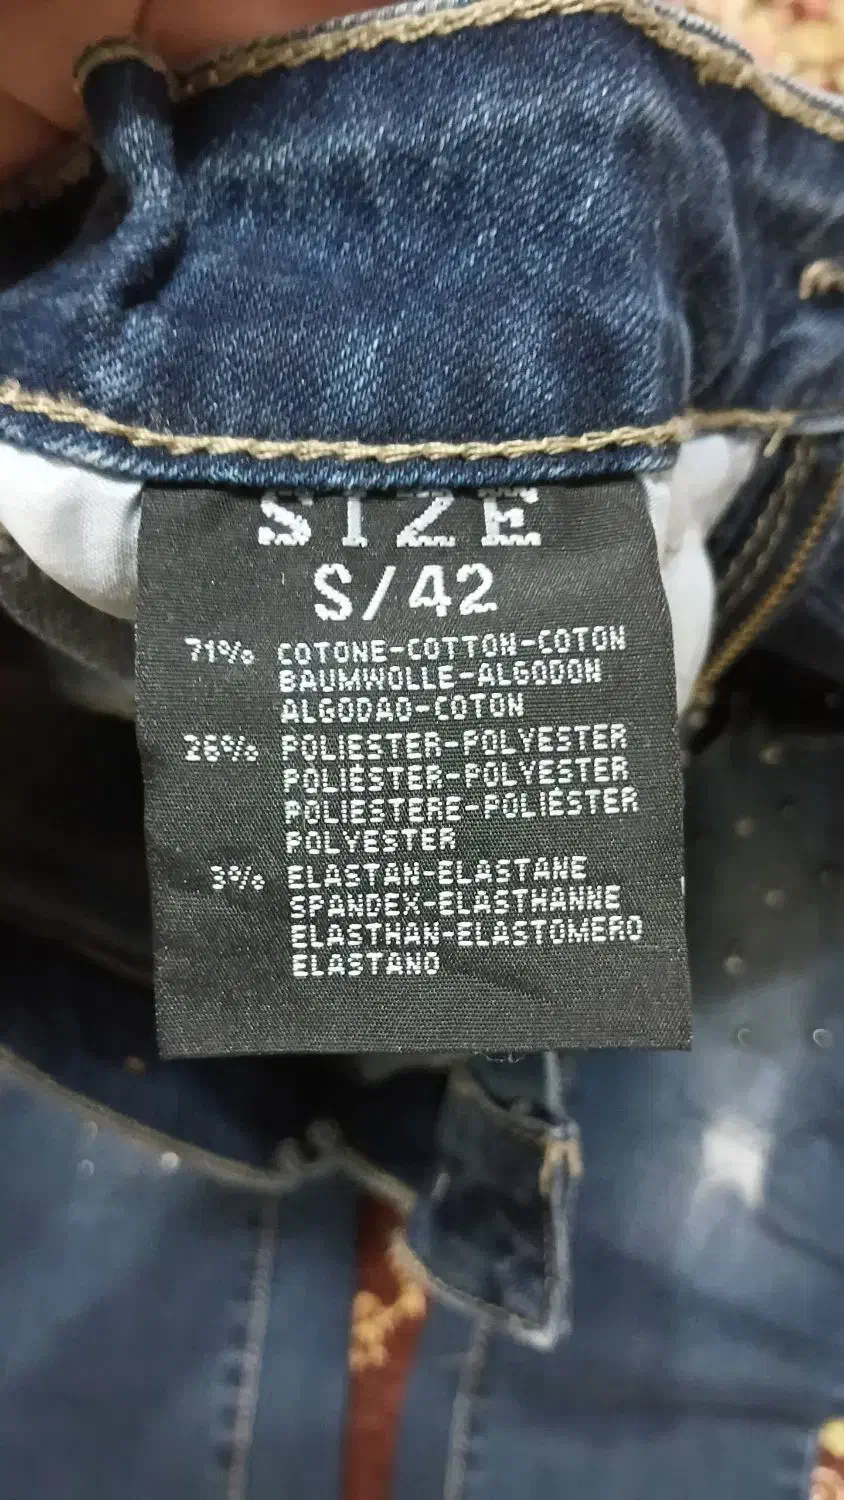 SIZE
S/42
71% COTONE-COTTON-COTON
BAUMWOLLE-ALGODON
ALGODAO-COTON
26% POLIESTER-POLYESTER
POLIESTER-POLYESTER
POLIESTERE-POLIÉSTER
POLYESTER
3% ELASTAN-ELASTANE
SPANDEX-ELASTHANNE
ELASTHAN-ELASTOMERO
ELASTANO